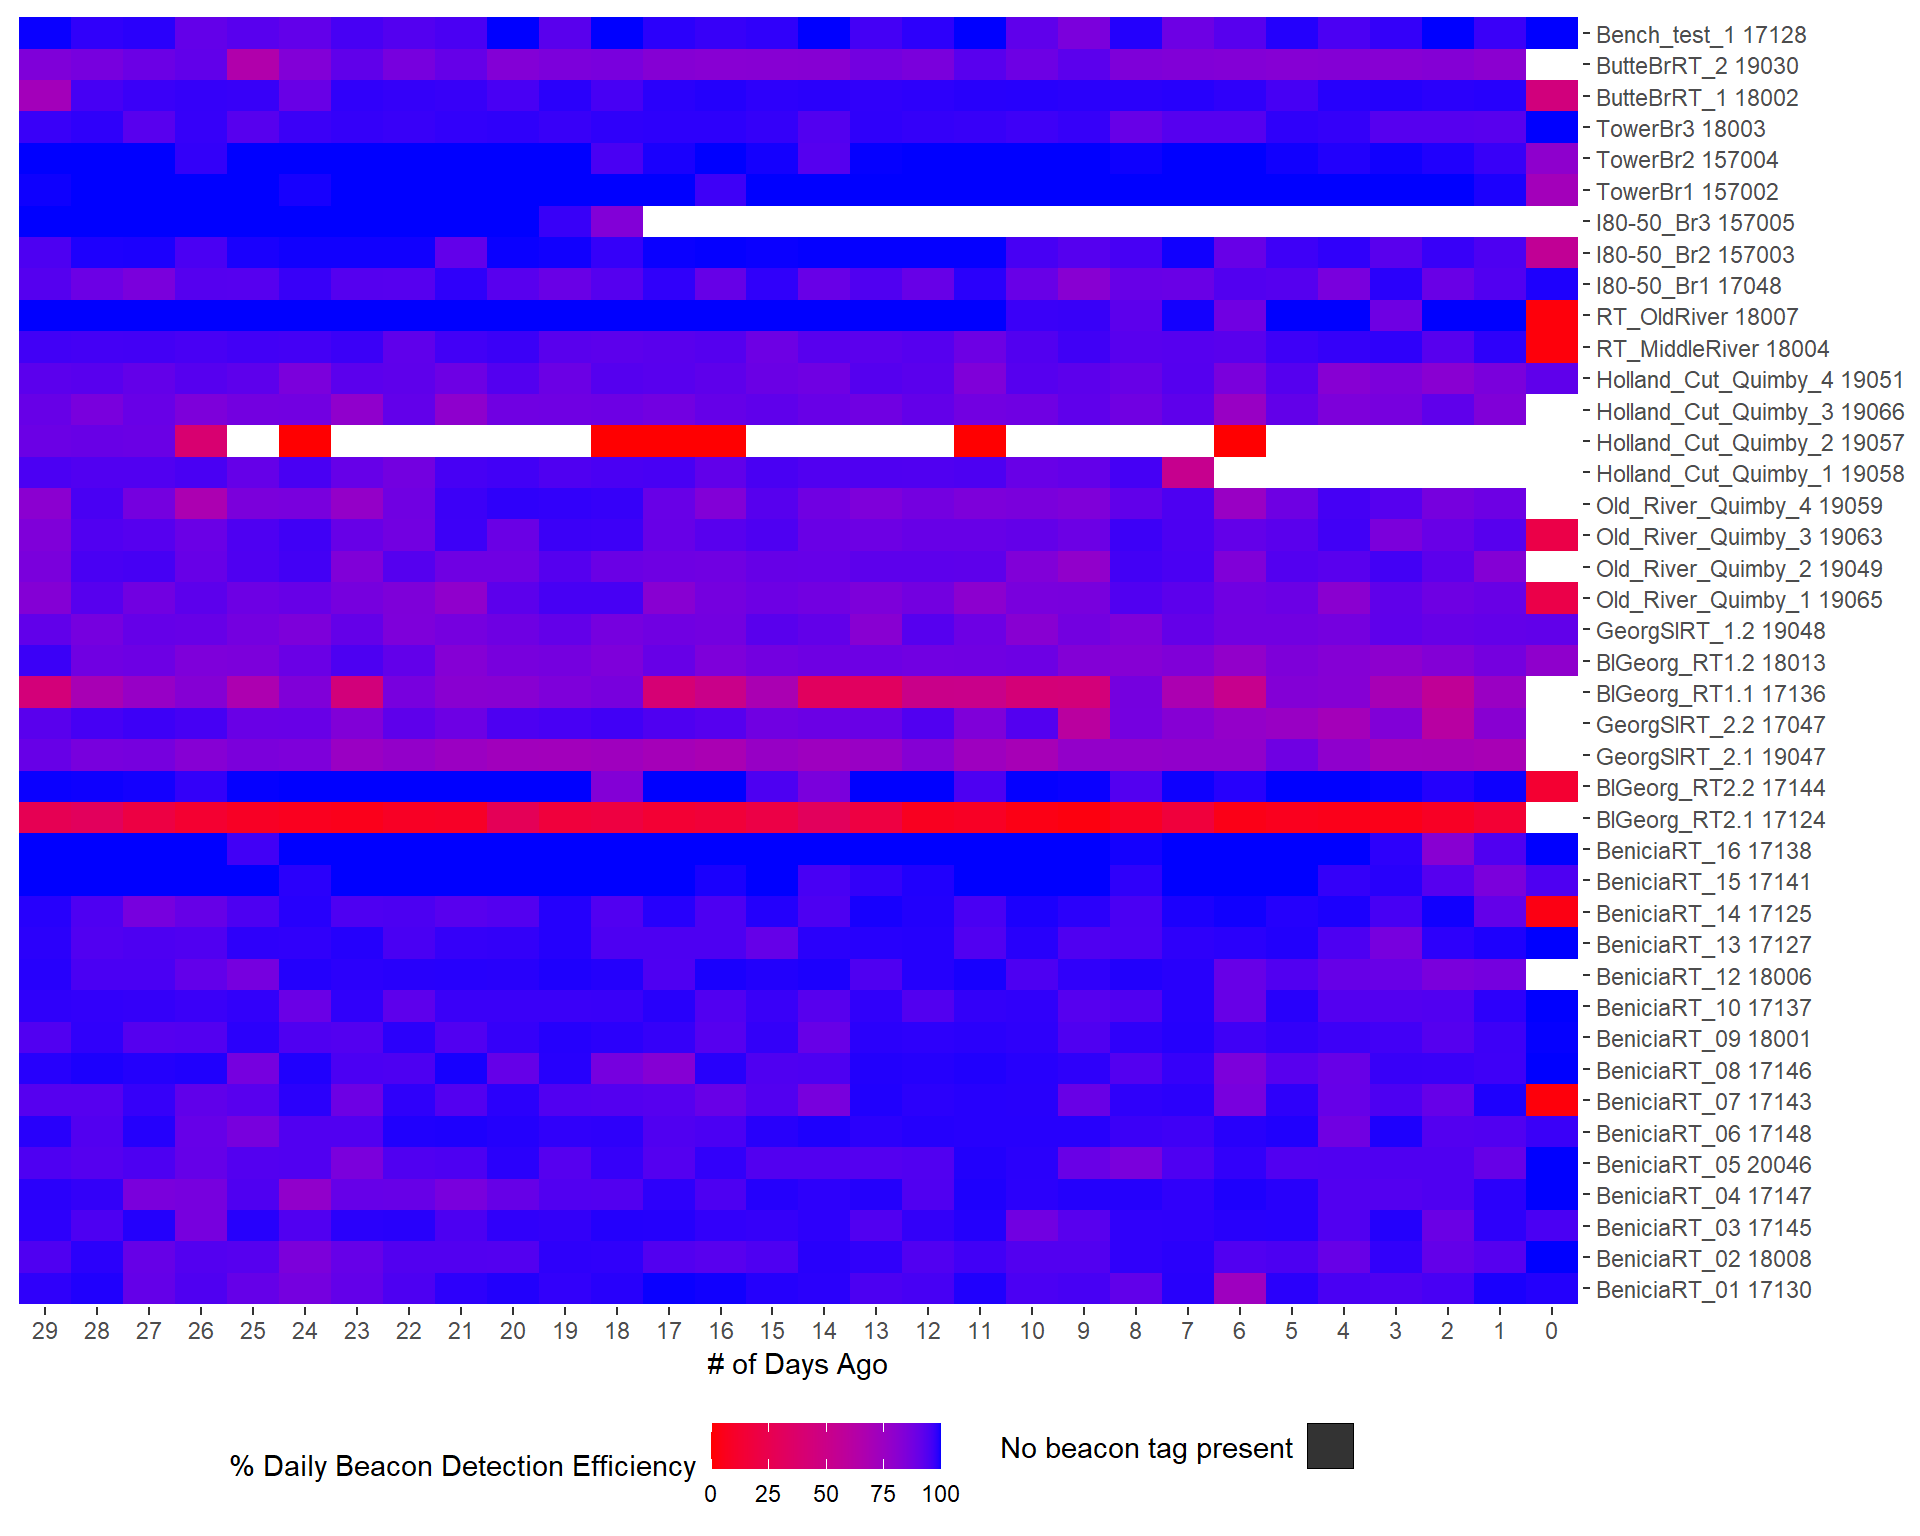 Bench_test_1 17128
ButteBrRT_2 19030
ButteBrRT_1 18002
TowerBr3 18003
TowerBr2 157004
TowerBr1 157002
I80-50_Br3 157005
I80-50_Br2 157003
I80-50_Br1 17048
RT_OldRiver 18007
RT_MiddleRiver 18004
Holland_Cut_Quimby_4 19051
Holland_Cut_Quimby_3 19066
Holland_Cut_Quimby_2 19057
Holland_Cut_Quimby_1 19058
Old_River_Quimby_4 19059
Old_River_Quimby_3 19063
Old_River_Quimby_2 19049
Old_River_Quimby_1 19065
GeorgSlRT_1.2 19048
BlGeorg_RT1.2 18013
BlGeorg_RT1.1 17136
GeorgSlRT_2.2 17047
GeorgSlRT_2.1 19047
BlGeorg_RT2.2 17144
BlGeorg_RT2.1 17124
BeniciaRT_16 17138
BeniciaRT_15 17141
BeniciaRT_14 17125
BeniciaRT_13 17127
BeniciaRT_12 18006
BeniciaRT_10 17137
BeniciaRT_09 18001
BeniciaRT_08 17146
BeniciaRT_07 17143
BeniciaRT_06 17148
BeniciaRT_05 20046
BeniciaRT_04 17147
BeniciaRT_03 17145
BeniciaRT_02 18008
BeniciaRT_01 17130
29 28 27 26 25 24 23 22 21 20 19 18 17 16 15 14 13 12 11 10 9 8 7 6 5 4 3 2 1 0
# of Days Ago
% Daily Beacon Detection Efficiency
0 25 50 75 100
No beacon tag present